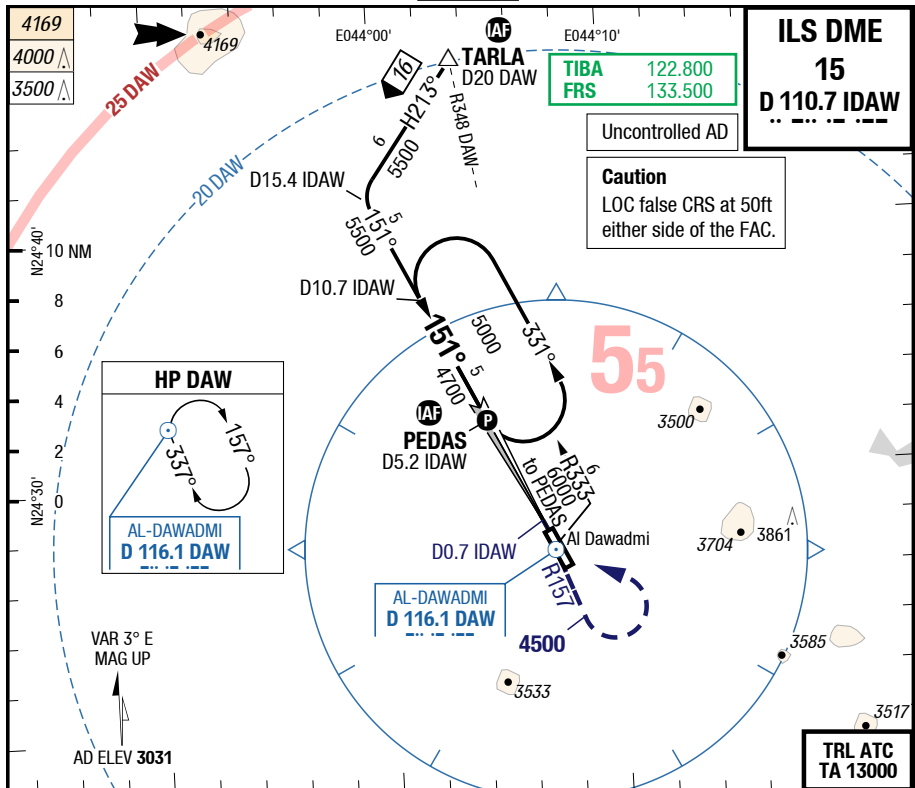 4169
4000
3500
4169
25 DAW
20 DAW
E044°00'
E044°10'
IAF
TARLA
D20 DAW
16
H213°
6
5500
R348 DAW
TIBA 122.800
FRS 133.500
ILS DME
15
D 110.7 IDAW
Uncontrolled AD
Caution
LOC false CRS at 50ft
either side of the FAC.
D15.4 IDAW
5
151°
5500
N24°40'
10 NM
8
6
4
2
0
N24°30'
D10.7 IDAW
151°
5000
5
4700
331°
55
HP DAW
157°
337°
AL-DAWADMI
D 116.1 DAW
IAF
PEDAS
D5.2 IDAW
P
6
R333
6000
to PEDAS
3500
3704
3861
D0.7 IDAW
Al Dawadmi
AL-DAWADMI
D 116.1 DAW
R157
4500
3585
3533
3517
VAR 3° E
MAG UP
AD ELEV 3031
TRL ATC
TA 13000